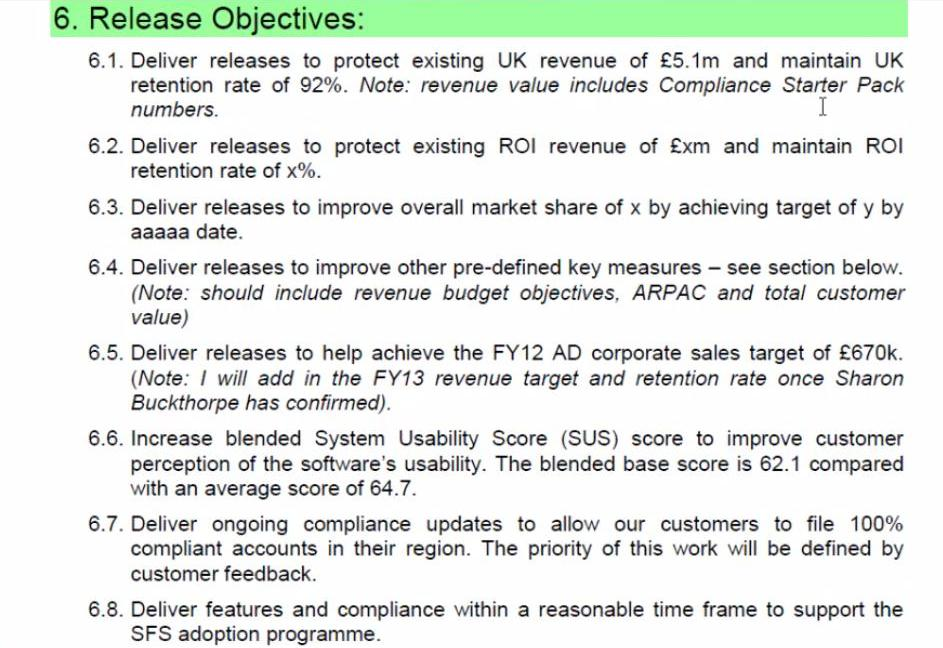 6. Release Objectives:
6.1. Deliver releases to protect existing UK revenue of £5.1m and maintain UK
retention rate of 92%. Note: revenue value includes Compliance Starter Pack
numbers.
6.2. Deliver releases to protect existing ROI revenue of £xm and maintain ROI
retention rate of x%.
6.3. Deliver releases to improve overall market share of x by achieving target of y by
aaaaa date.
6.4. Deliver releases to improve other pre-defined key measures – see section below.
(Note: should include revenue budget objectives, ARPAC and total customer
value)
6.5. Deliver releases to help achieve the FY12 AD corporate sales target of £670k.
(Note: I will add in the FY13 revenue target and retention rate once Sharon
Buckthorpe has confirmed).
6.6. Increase blended System Usability Score (SUS) score to improve customer
perception of the software's usability. The blended base score is 62.1 compared
with an average score of 64.7.
6.7. Deliver ongoing compliance updates to allow our customers to file 100%
compliant accounts in their region. The priority of this work will be defined by
customer feedback.
6.8. Deliver features and compliance within a reasonable time frame to support the
SFS adoption programme.